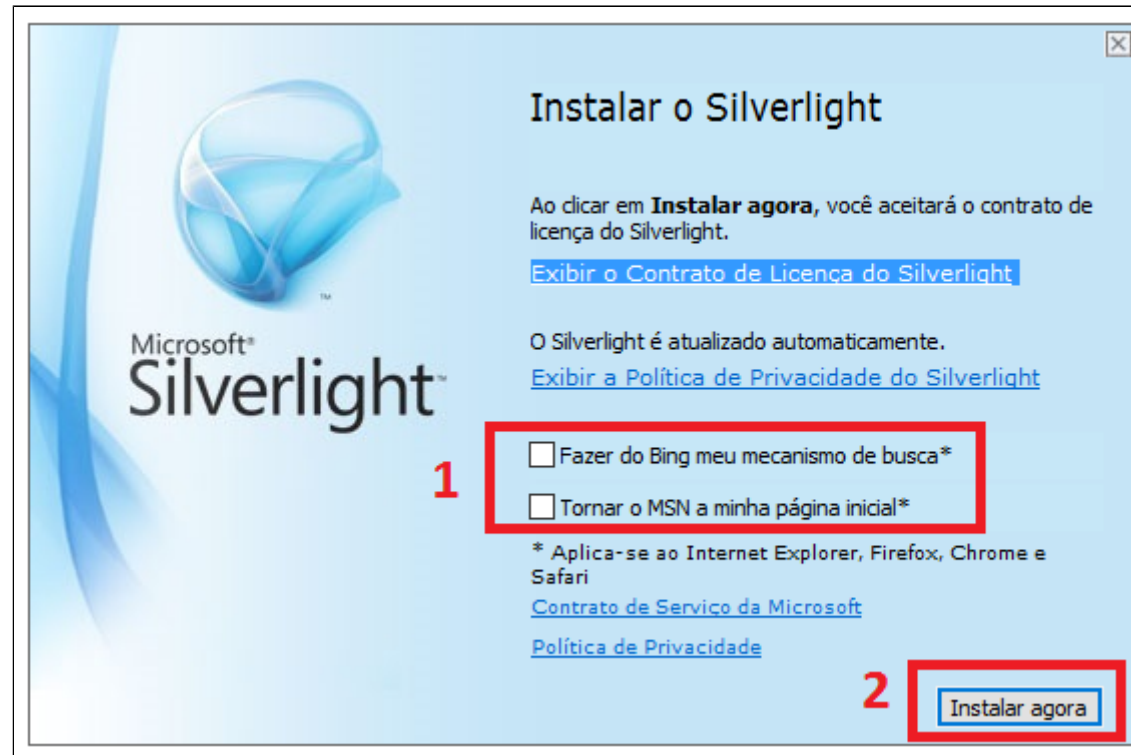 Instalar o Silverlight
Ao clicar em Instalar agora, você aceitará o contrato de
licença do Silverlight.
Exibir o Contrato de Licença do Silverlight
TM
Microsoft®
Silverlight™
O Silverlight é atualizado automaticamente.
Exibir a Política de Privacidade do Silverlight
1
Fazer do Bing meu mecanismo de busca*
Tornar o MSN a minha página inicial*
* Aplica-se ao Internet Explorer, Firefox, Chrome e
Safari
Contrato de Serviço da Microsoft
Política de Privacidade
2
Instalar agora